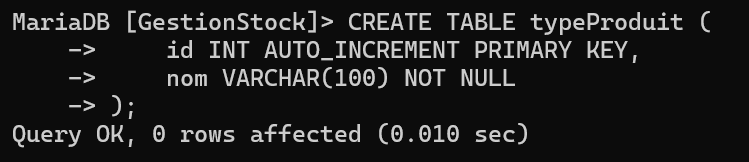 MariaDB [GestionStock]> CREATE TABLE typeProduit (
    ->     id INT AUTO_INCREMENT PRIMARY KEY,
    ->     nom VARCHAR(100) NOT NULL
    -> );
Query OK, 0 rows affected (0.010 sec)